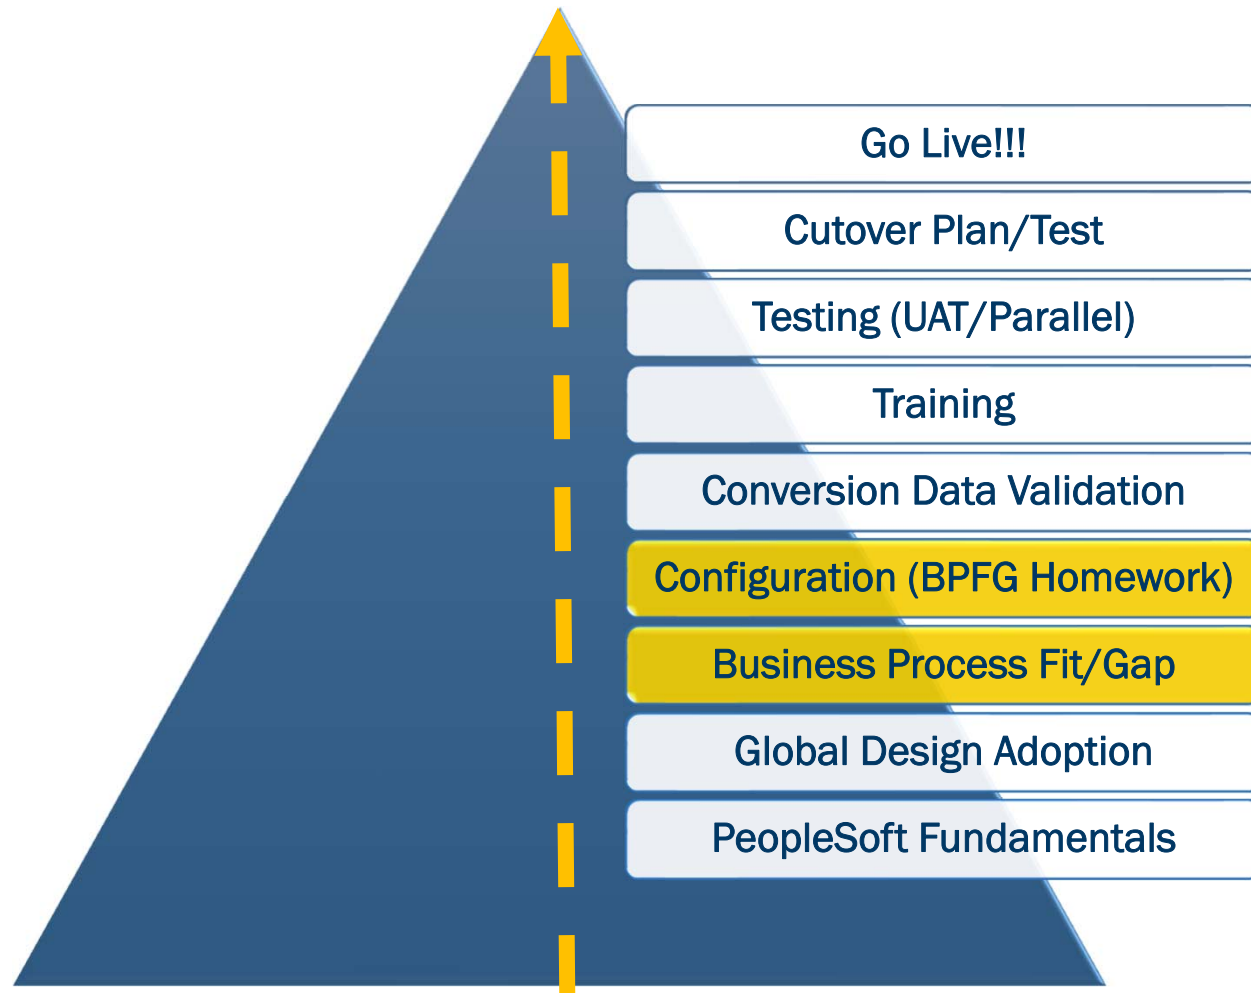 Go Live!!!
Cutover Plan/Test
Testing (UAT/Parallel)
Training
Conversion Data Validation
Configuration (BPFG Homework)
Business Process Fit/Gap
Global Design Adoption
PeopleSoft Fundamentals